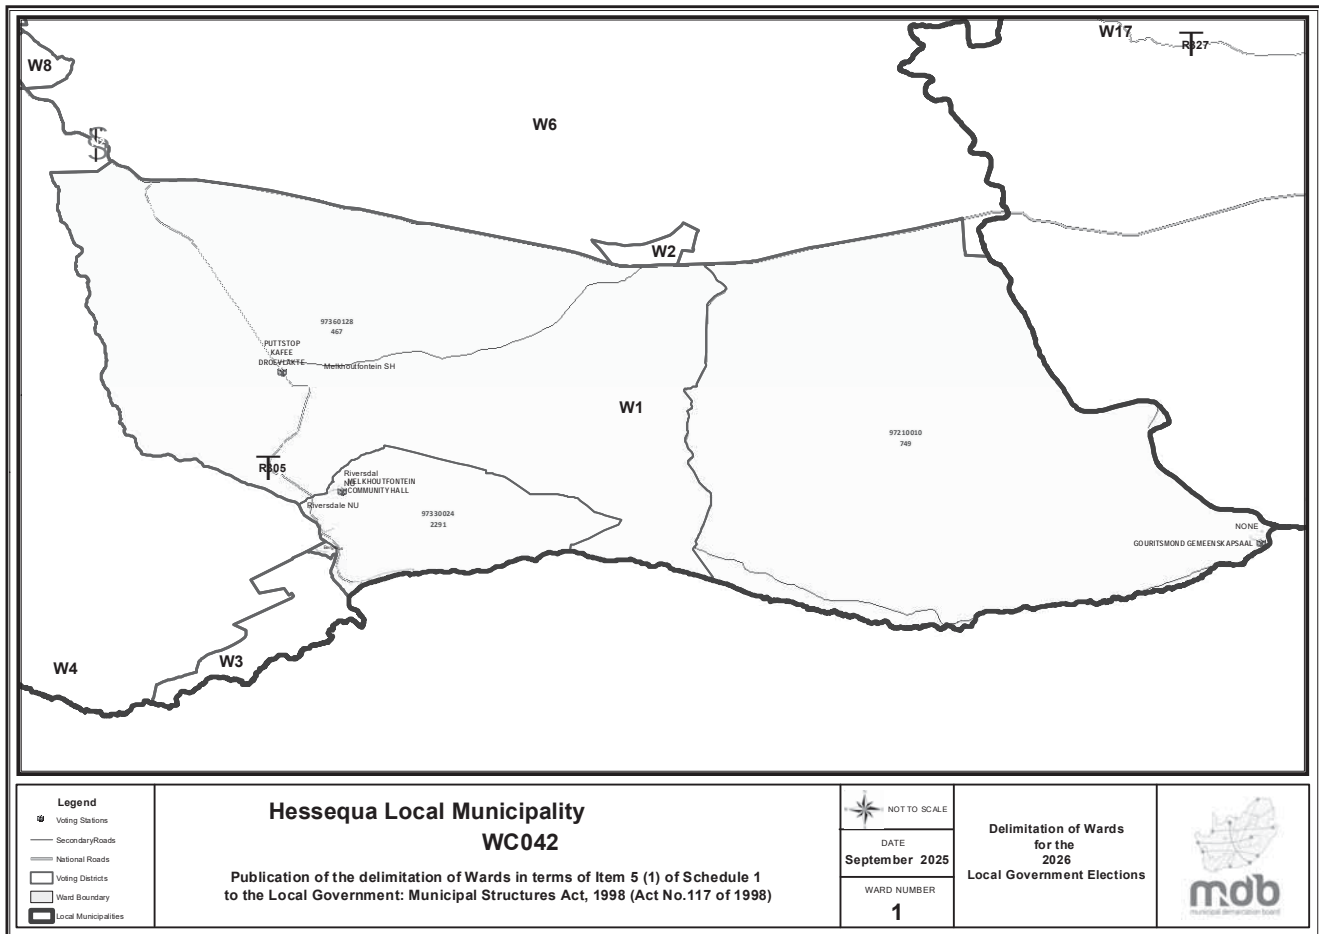 W17
R327
W8
W6
W2
97360128
467
PUTTSTOP
KAFEE
DROEVLAKTE
Melkhoutfontein SH
W1
97210010
749
R305
Riversdal
NU
MELKHOUTFONTEIN
COMMUNITY HALL
Riversdale NU
97330024
2291
NONE
GOURITSMOND GEMEENSKAPSAAL
W3
W4
Legend
Voting Stations
SecondaryRoads
National Roads
Voting Districts
Ward Boundary
Local Municipalities
Hessequa Local Municipality
WC042
Publication of the delimitation of Wards in terms of Item 5 (1) of Schedule 1
to the Local Government: Municipal Structures Act, 1998 (Act No.117 of 1998)
NOT TO SCALE
DATE
September 2025
WARD NUMBER
1
Delimitation of Wards
for the
2026
Local Government Elections
mdb
municipal demarcation board